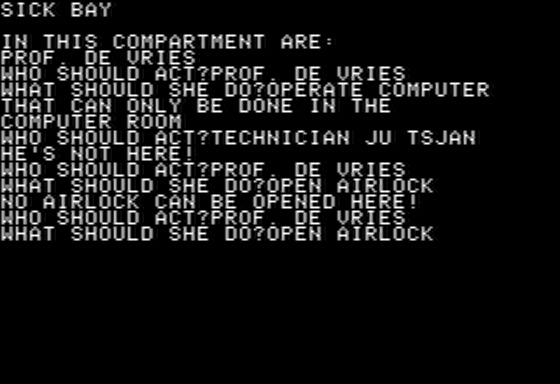 SICK BAY
IN THIS COMPARTMENT ARE:
PROF. DE VRIES
WHO SHOULD ACT?PROF. DE VRIES
WHAT SHOULD SHE DO?OPERATE COMPUTER
THAT CAN ONLY BE DONE IN THE
COMPUTER ROOM
WHO SHOULD ACT?TECHNICIAN JU TSJAN
HE'S NOT HERE!
WHO SHOULD ACT?PROF. DE VRIES
WHAT SHOULD SHE DO?OPEN AIRLOCK
NO AIRLOCK CAN BE OPENED HERE!
WHO SHOULD ACT?PROF. DE VRIES
WHAT SHOULD SHE DO?OPEN AIRLOCK